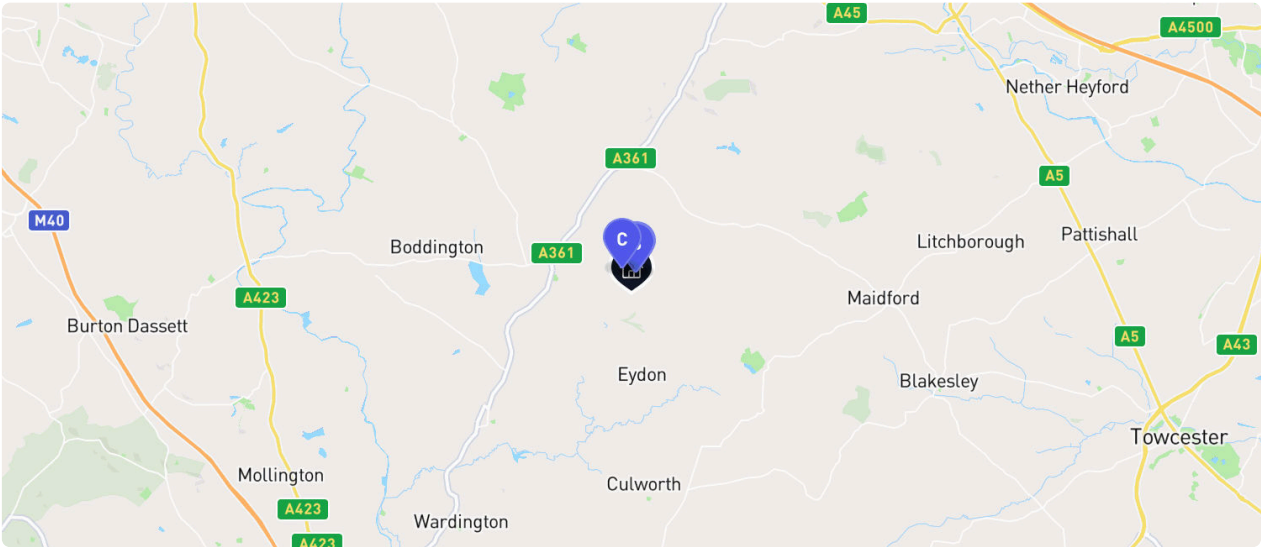 A45
A4500
Nether Heyford
A361
A5
M40
Boddington
A361
C
Litchborough
Pattishall
A423
Maidford
Burton Dassett
A5
A43
Eydon
Blakesley
Towcester
Mollington
Culworth
A423
Wardington
A423